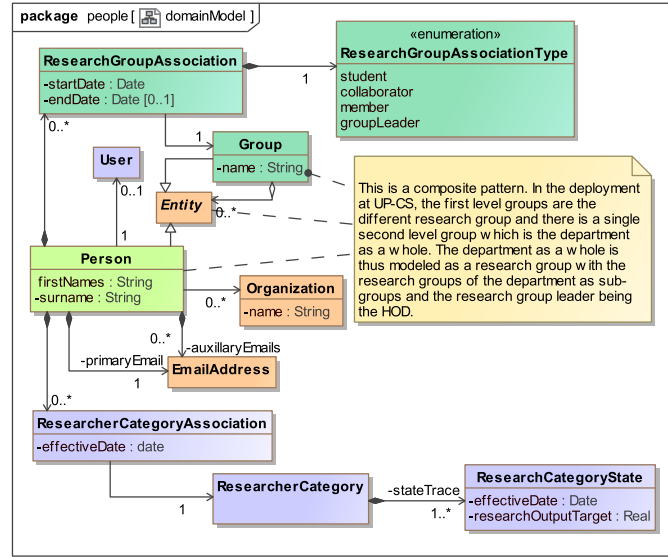 package people [ domainModel ]
ResearchGroupAssociation
-startDate : Date
-endDate : Date [0..1]
1
«enumeration»
ResearchGroupAssociationType
student
collaborator
member
groupLeader
0..*
1
Group
-name : String
User
0..1
1
Entity
0..*
This is a composite pattern. In the deployment
at UP-CS, the first level groups are the
different research group and there is a single
second level group which is the department
as a whole. The department as a whole is
thus modeled as a research group with the
research groups of the department as sub-
groups and the research group leader being
the HOD.
Person
firstNames : String
-surname : String
0..*
Organization
-name : String
0..*
-auxillaryEmails
-primaryEmail
1
EmailAddress
0..*
ResearcherCategoryAssociation
-effectiveDate : date
1
ResearcherCategory
-stateTrace
1..*
ResearchCategoryState
-effectiveDate : Date
-researchOutputTarget : Real